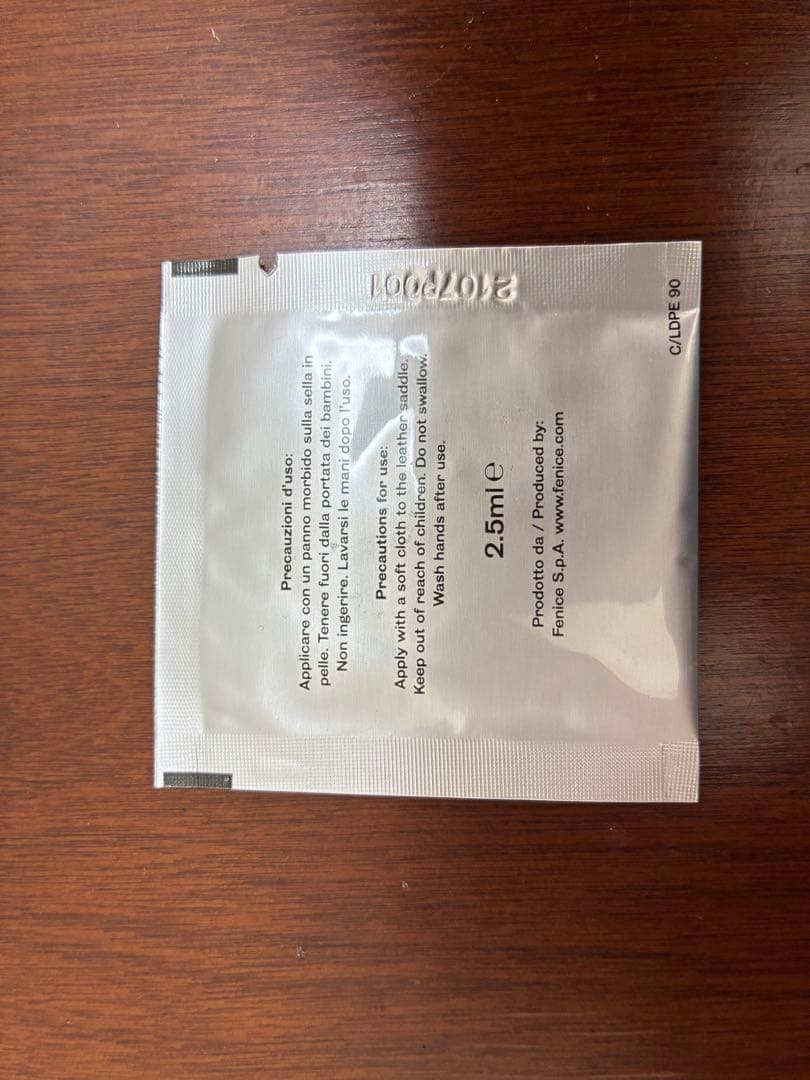 Precauzioni d'uso:
Applicare con un panno morbido sulla sella in
pelle. Tenere fuori dalla portata dei bambini.
Non ingerire. Lavarsi le mani dopo l'uso.
Precautions for use:
Apply with a soft cloth to the leather saddle.
Keep out of reach of children. Do not swallow.
Wash hands after use.
2.5ml ℮
Prodotto da / Produced by:
Fenice S.p.A. www.fenice.com
C/LDPE 90